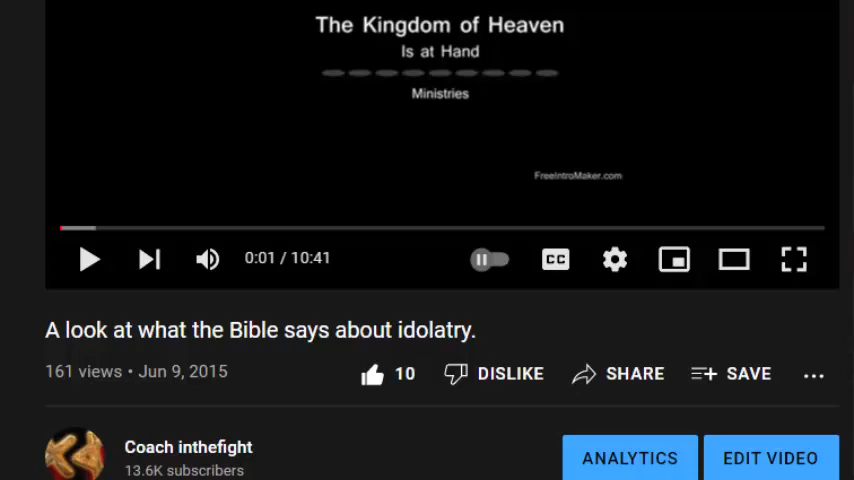 The Kingdom of Heaven
Is at Hand
Ministries
FreeIntroMaker.com
0:01 / 10:41
CC
A look at what the Bible says about idolatry.
161 views • Jun 9, 2015
10 DISLIKE SHARE SAVE ...
Coach inthefight
13.6K subscribers
ANALYTICS EDIT VIDEO